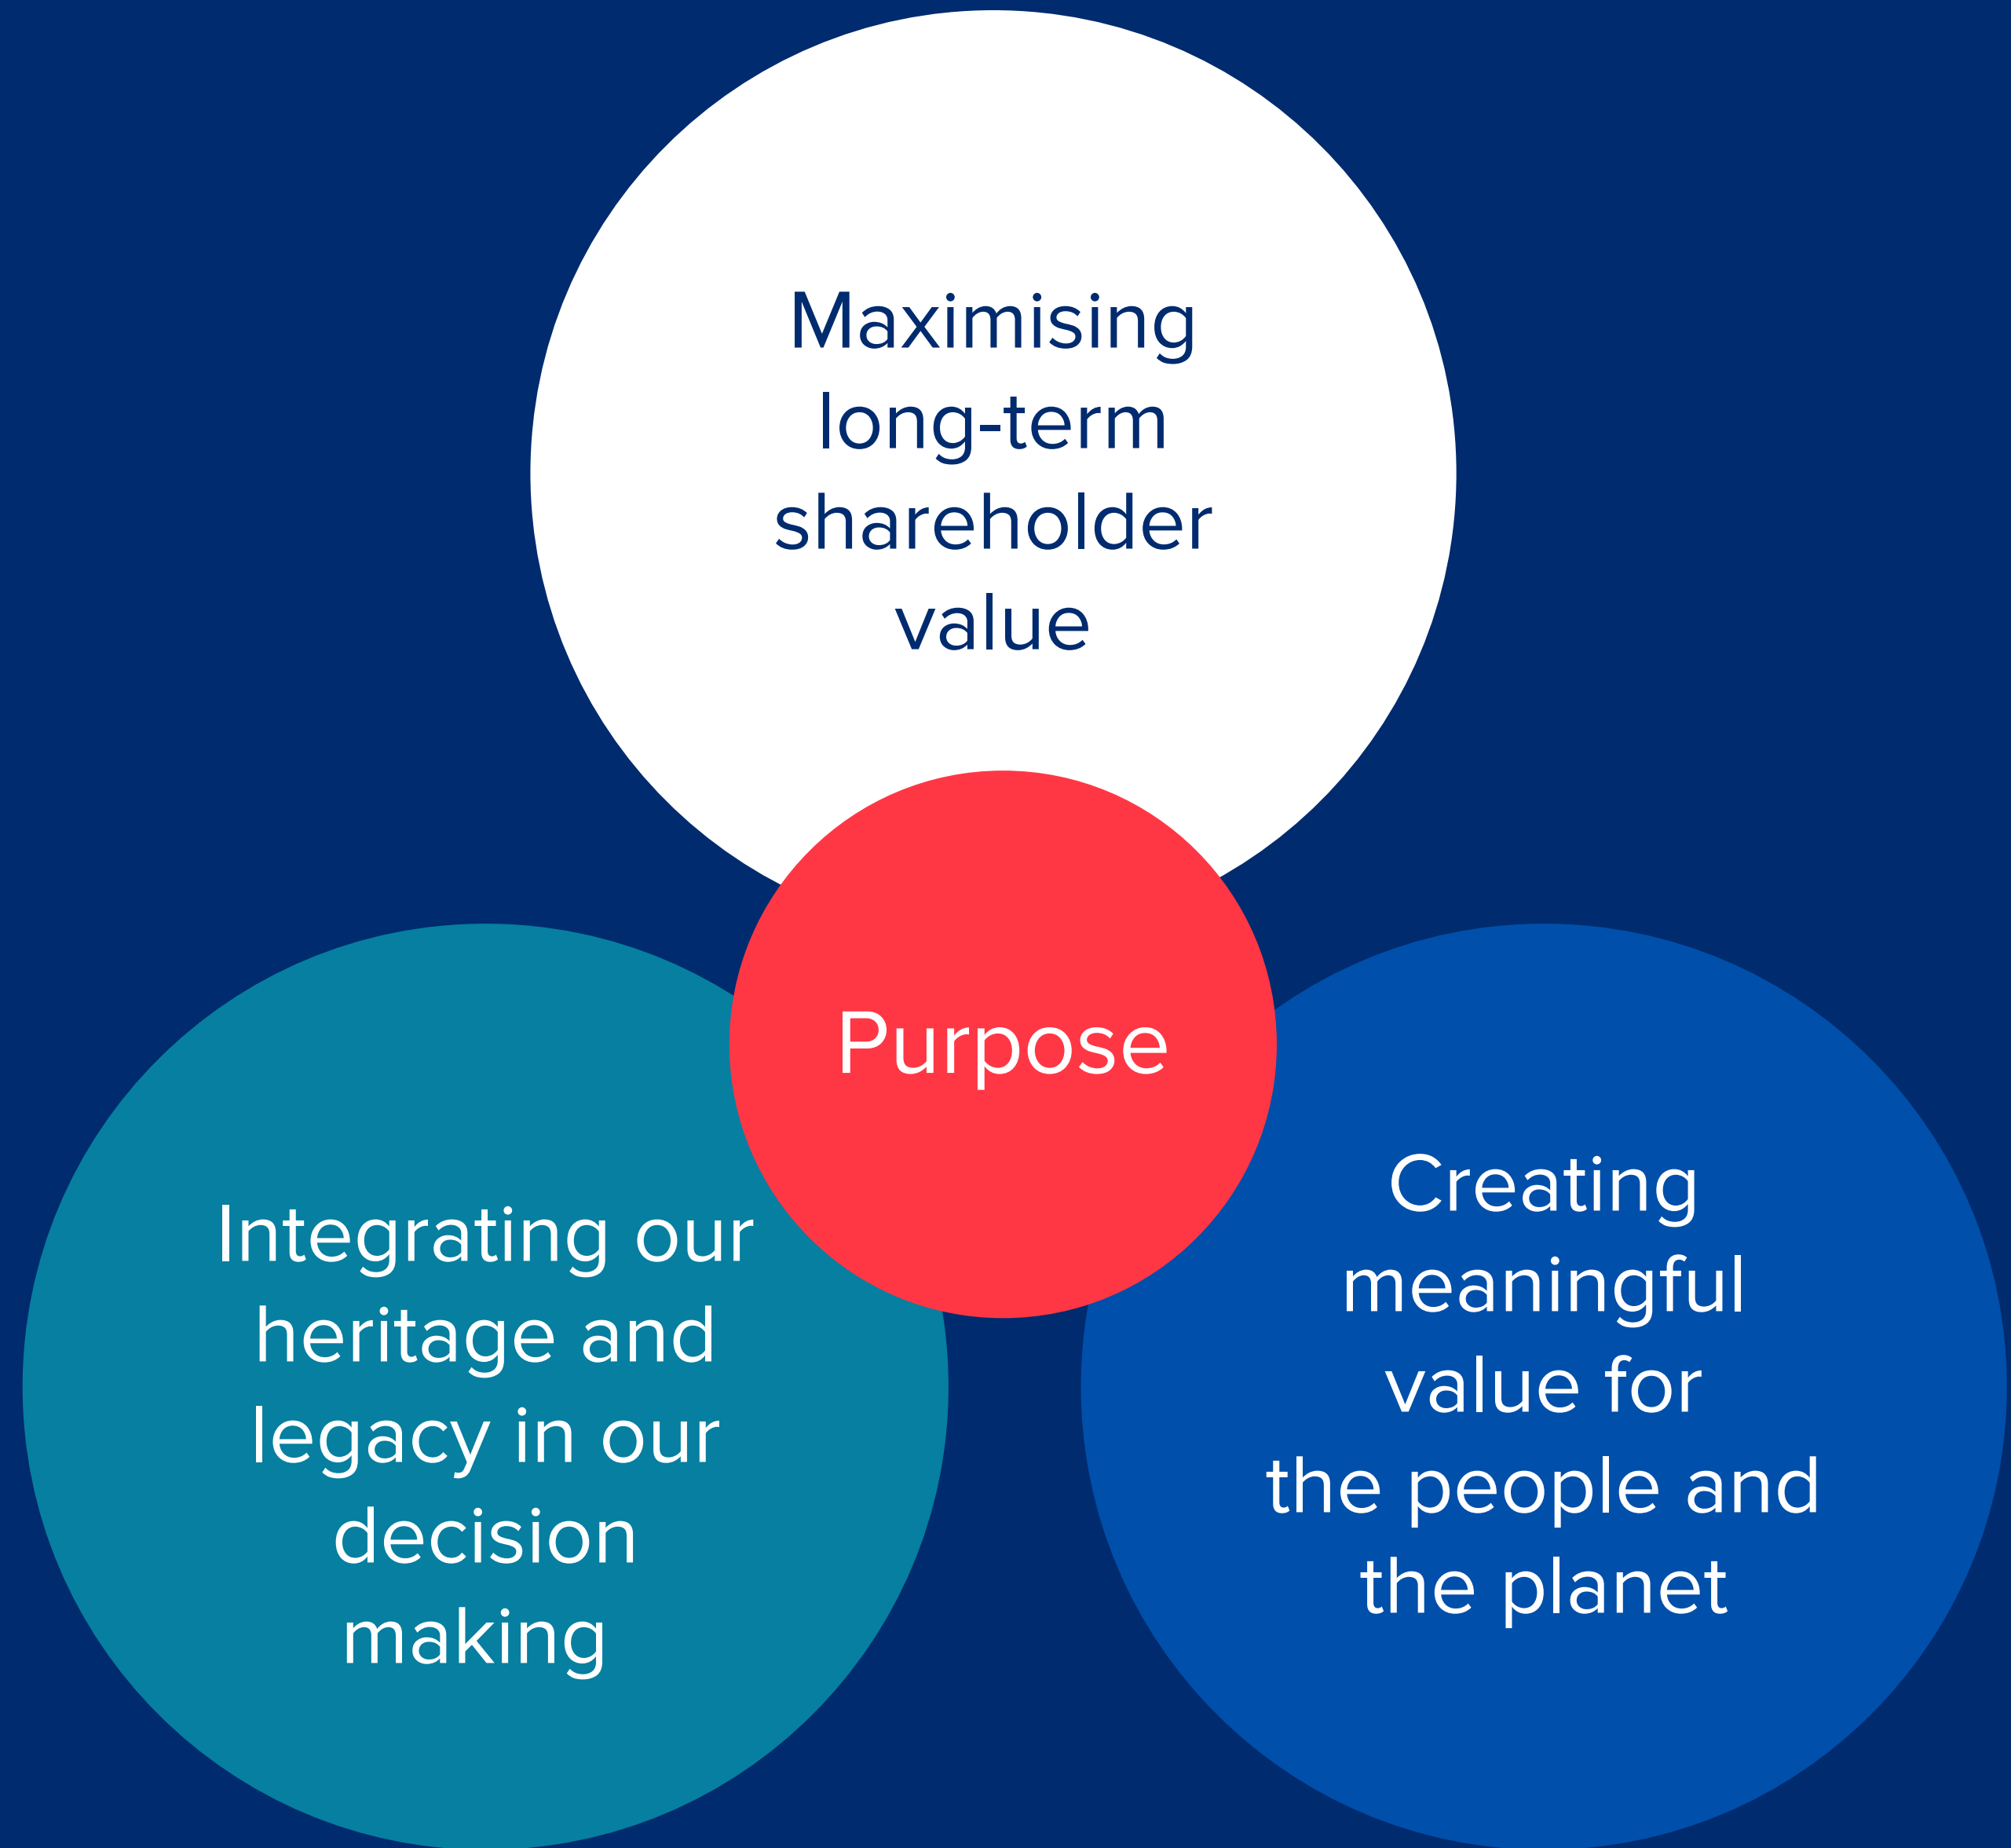 Maximising
long-term
shareholder
value
Purpose
Integrating our
heritage and
legacy in our
decision
making
Creating
meaningful
value for
the people and
the planet